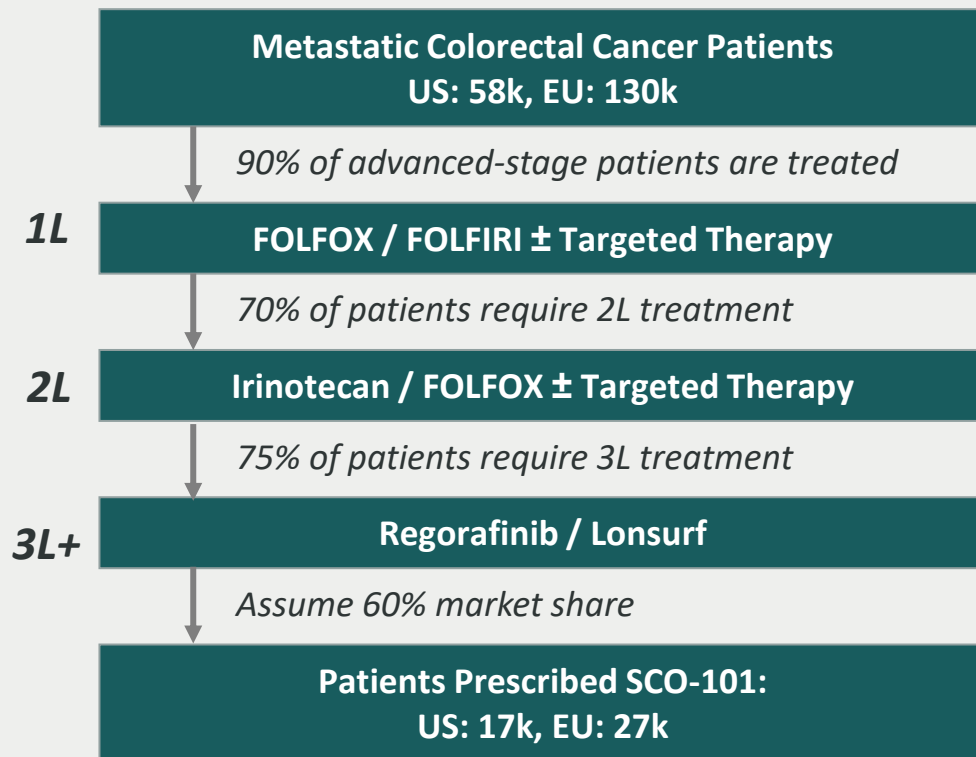 Metastatic Colorectal Cancer Patients
US: 58k, EU: 130k
90% of advanced-stage patients are treated
1L
FOLFOX / FOLFIRI ± Targeted Therapy
70% of patients require 2L treatment
2L
Irinotecan / FOLFOX ± Targeted Therapy
75% of patients require 3L treatment
3L+
Regorafinib / Lonsurf
Assume 60% market share
Patients Prescribed SCO-101:
US: 17k, EU: 27k